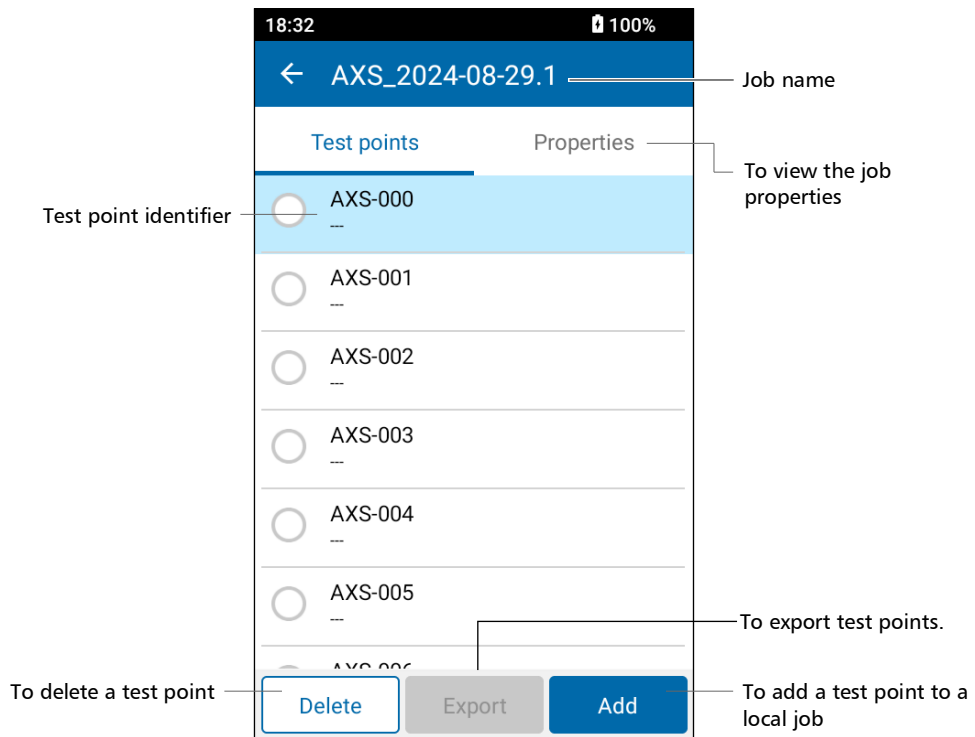 18:32
100%
AXS_2024-08-29.1
Job name
Test points
Properties
To view the job
properties
Test point identifier
AXS-000
---
AXS-001
---
AXS-002
---
AXS-003
---
AXS-004
---
AXS-005
---
To export test points.
To delete a test point
Delete
Export
Add
To add a test point to a
local job